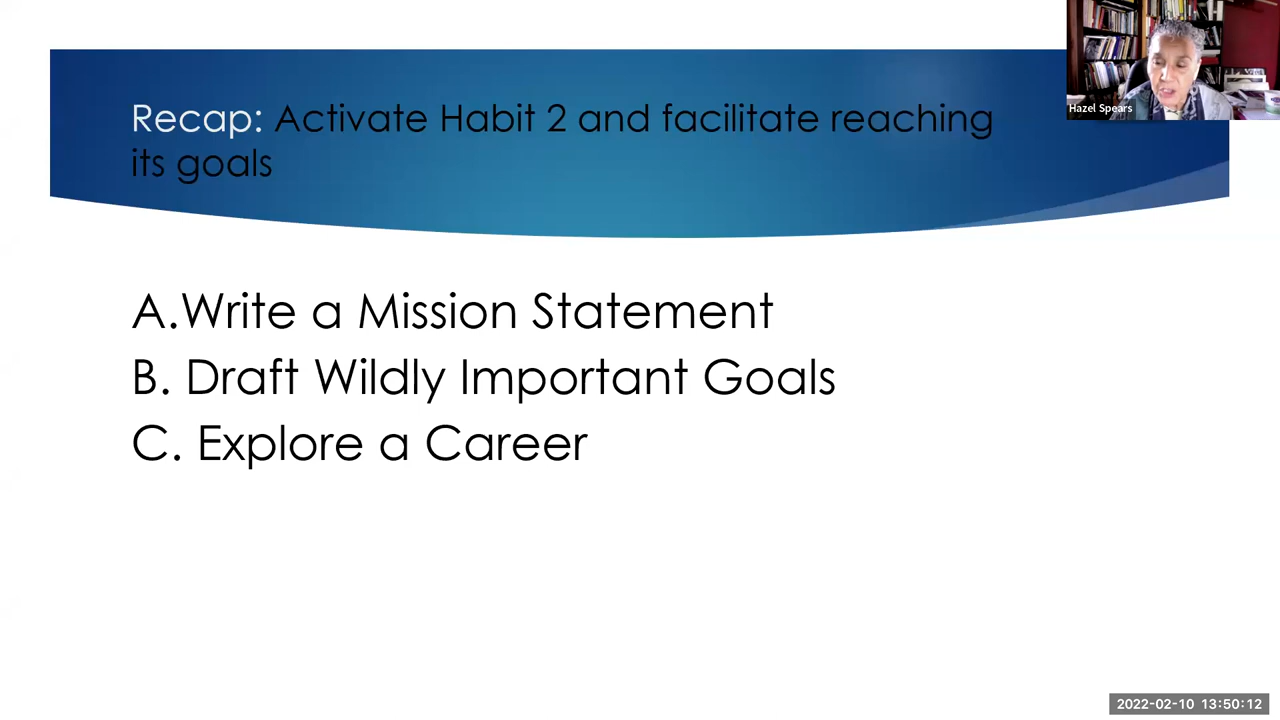 Recap: Activate Habit 2 and facilitate reaching
its goals
Hazel Spears
A.Write a Mission Statement
B. Draft Wildly Important Goals
C. Explore a Career
2022-02-10 13:50:12